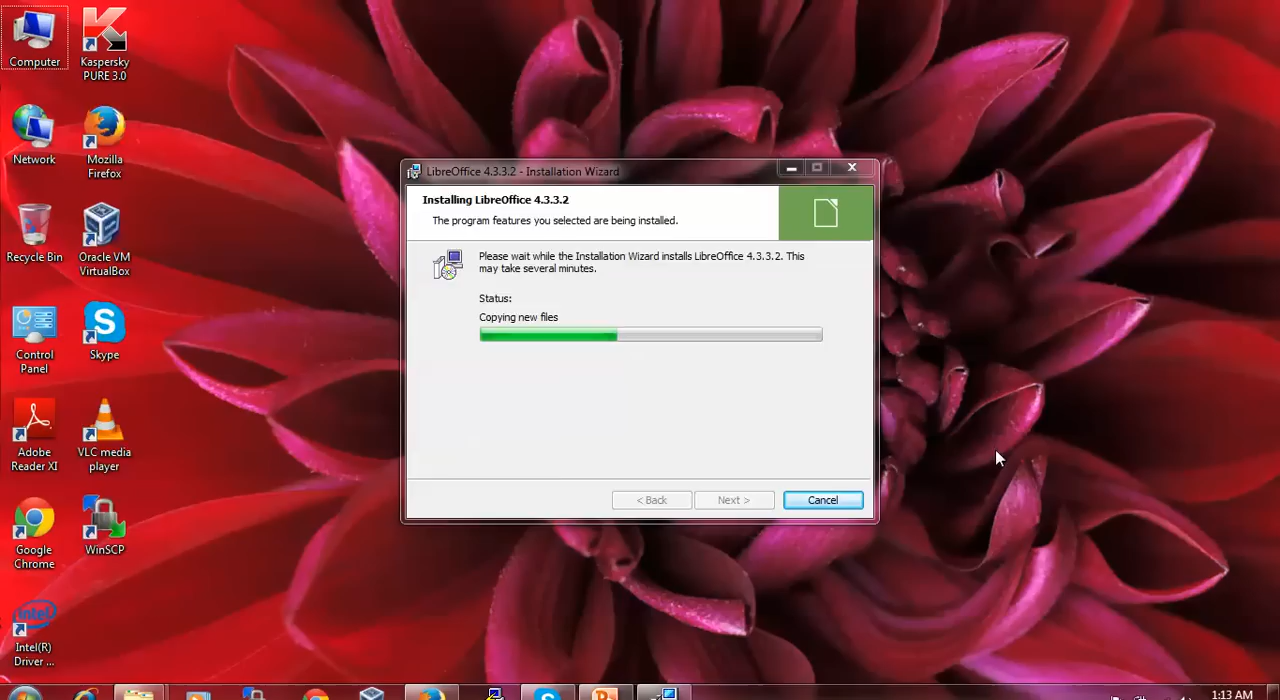 Computer
Kaspersky
PURE 3.0
Network
Mozilla
Firefox
Recycle Bin
Oracle VM
VirtualBox
Control
Panel
Skype
Adobe
Reader XI
VLC media
player
Google
Chrome
WinSCP
intel
Intel(R)
Driver ...
LibreOffice 4.3.3.2 - Installation Wizard
Installing LibreOffice 4.3.3.2
The program features you selected are being installed.
Please wait while the Installation Wizard installs LibreOffice 4.3.3.2. This
may take several minutes.
Status:
Copying new files
< Back
Next >
Cancel
1:13 AM